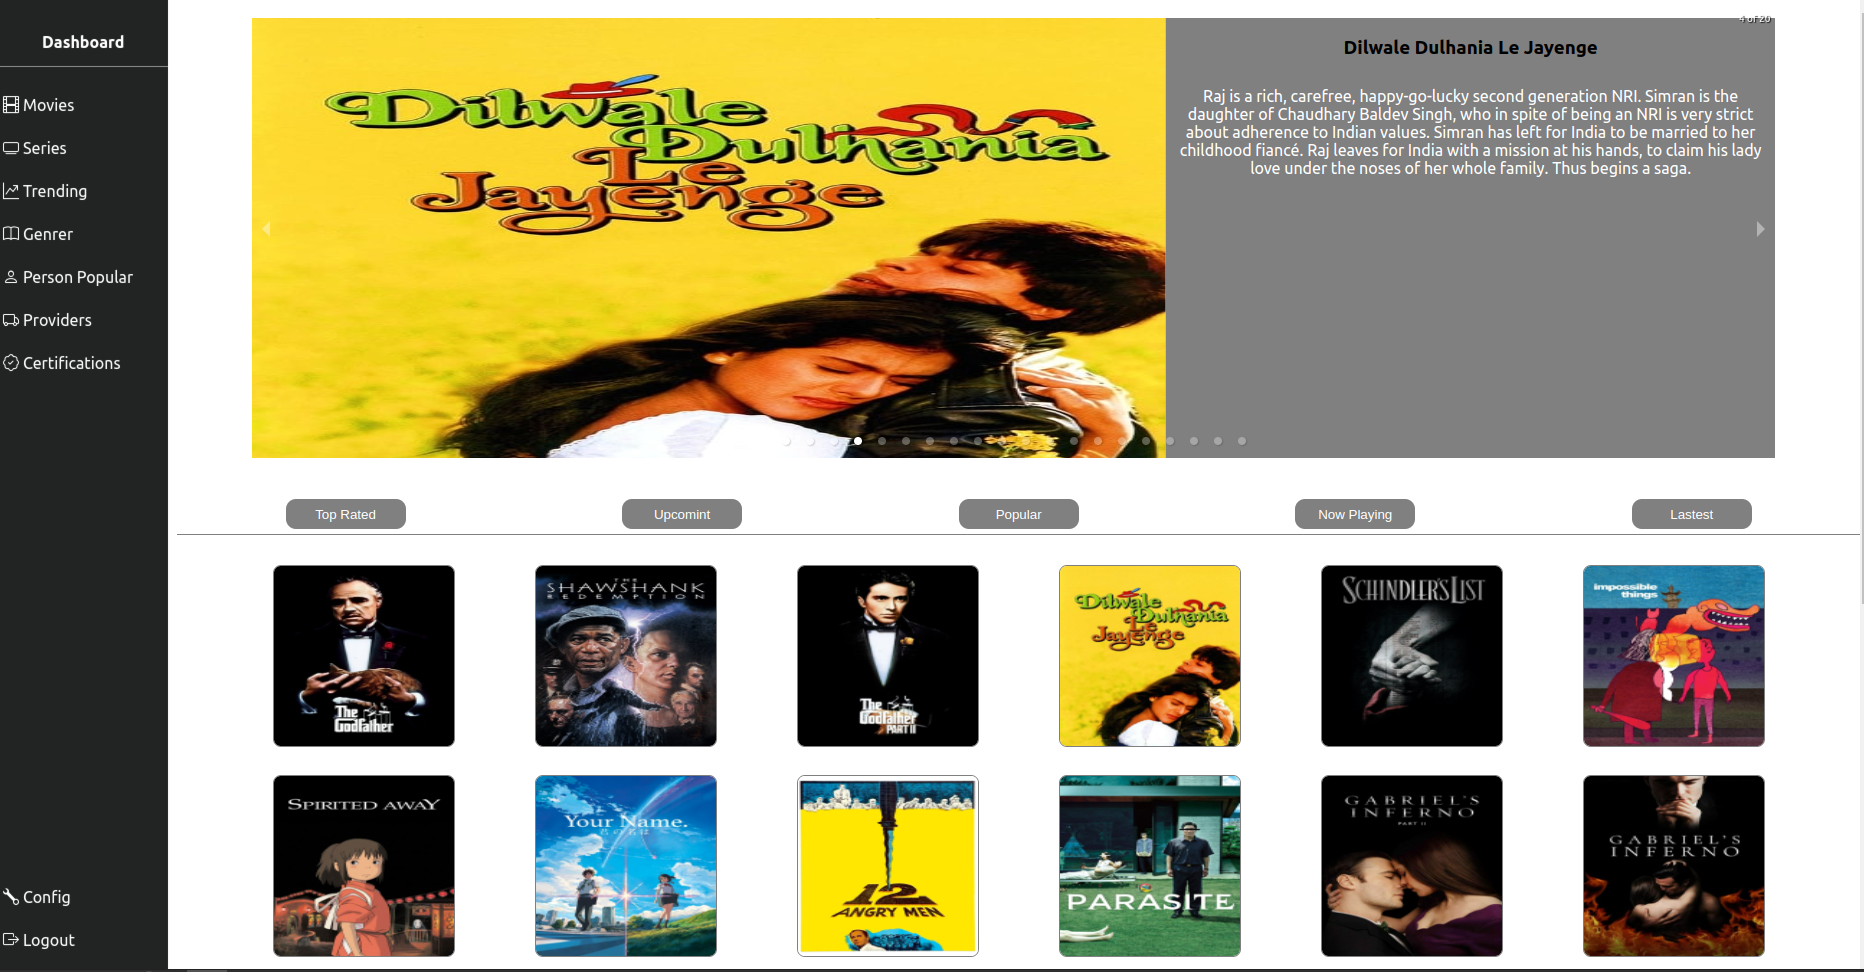 Dashboard
Movies
Series
Trending
Genrer
Person Popular
Providers
Certifications
Config
Logout
4 of 20
Dilwale
Dulhania
Le
Jayenge
Dilwale Dulhania Le Jayenge
Raj is a rich, carefree, happy-go-lucky second generation NRI. Simran is the
daughter of Chaudhary Baldev Singh, who in spite of being an NRI is very strict
about adherence to Indian values. Simran has left for India to be married to her
childhood fiancé. Raj leaves for India with a mission at his hands, to claim his lady
love under the noses of her whole family. Thus begins a saga.
Top Rated
Upcomint
Popular
Now Playing
Lastest
The
Godfather
THE
SHAWSHANK
REDEMPTION
The
Godfather
PART II
Dilwale
Dulhania
Le
Jayenge
SCHINDLER'S LIST
impossible
things
SPIRITED AWAY
Your Name.
君の名は
12
ANGRY MEN
PARASITE
GABRIEL'S
INFERNO
PART II
GABRIEL'S
INFERNO